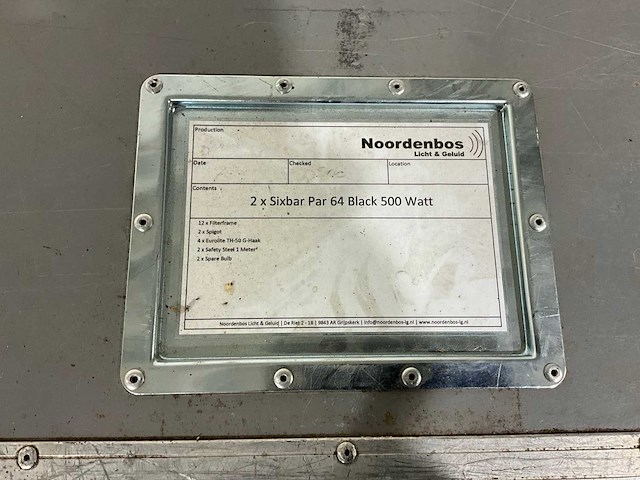 Production
Noordenbos
Licht & Geluid
Date Checked Location
Contents
2 x Sixbar Par 64 Black 500 Watt
12 x Filterframe
2 x Spigot
4 x Eurolite TH-50 G-Haak
2 x Safety Steel 1 Meter
2 x Spare Bulb
Noordenbos Licht & Geluid | De Riet 2 - 18 | 9843 AR Grijpskerk | info@noordenbos-lg.nl | www.noordenbos-lg.nl